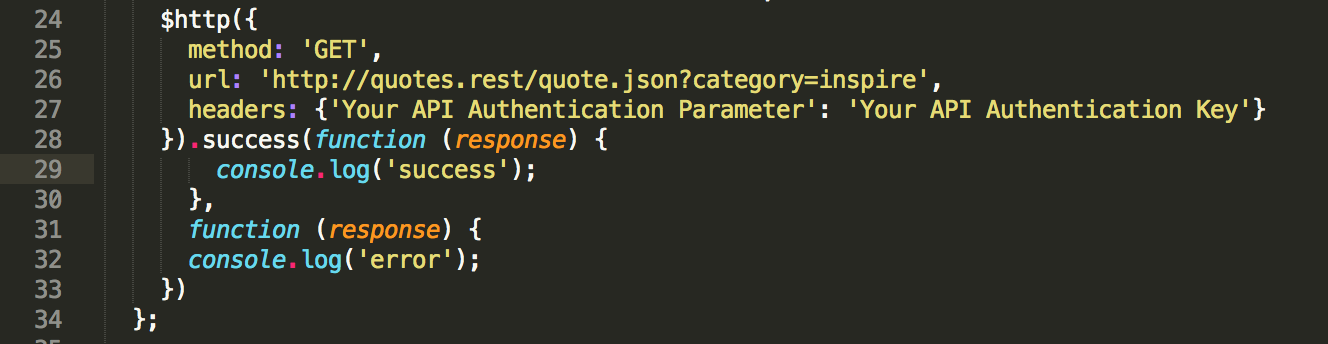 24 $http({
25 method: 'GET',
26 url: 'http://quotes.rest/quote.json?category=inspire',
27 headers: {'Your API Authentication Parameter': 'Your API Authentication Key'}
28 }).success(function (response) {
29 console.log('success');
30 },
31 function (response) {
32 console.log('error');
33 })
34 };